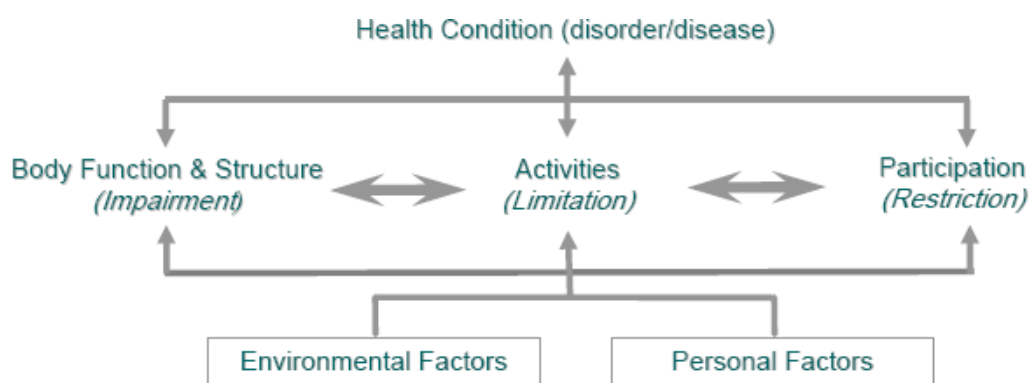 Health Condition (disorder/disease)
Body Function & Structure
(Impairment)
Activities
(Limitation)
Participation
(Restriction)
Environmental Factors
Personal Factors